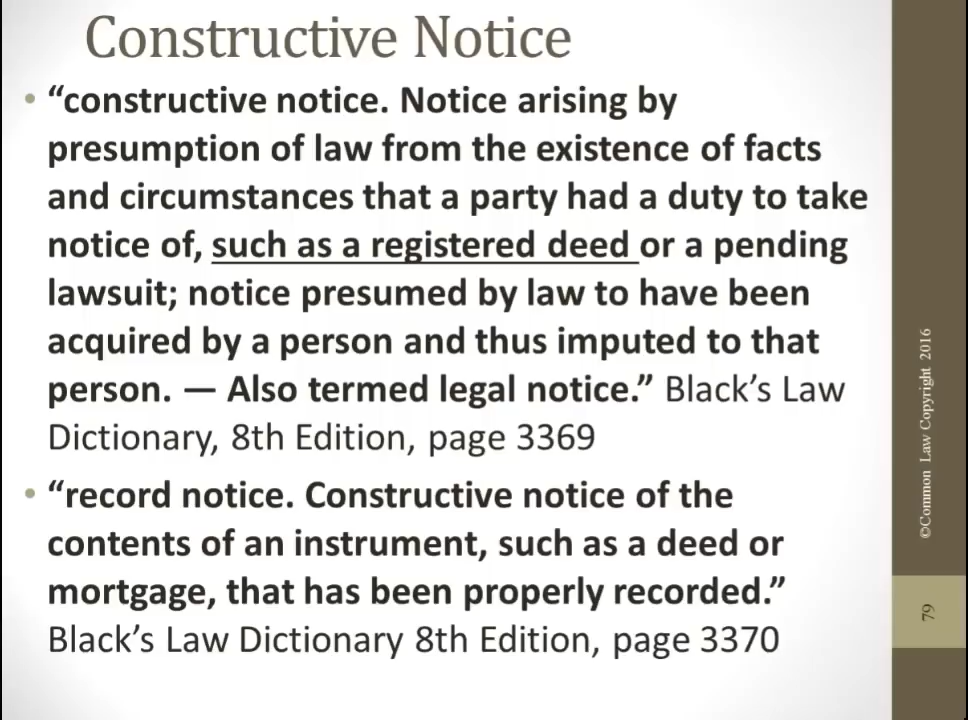 Constructive Notice
• “constructive notice. Notice arising by
presumption of law from the existence of facts
and circumstances that a party had a duty to take
notice of, such as a registered deed or a pending
lawsuit; notice presumed by law to have been
acquired by a person and thus imputed to that
person. — Also termed legal notice.” Black’s Law
Dictionary, 8th Edition, page 3369
• “record notice. Constructive notice of the
contents of an instrument, such as a deed or
mortgage, that has been properly recorded.”
Black’s Law Dictionary 8th Edition, page 3370
©Common Law Copyright 2016
79